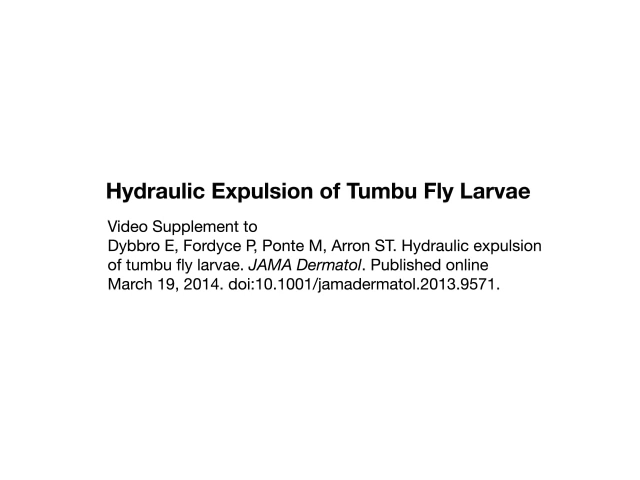 Hydraulic Expulsion of Tumbu Fly Larvae
Video Supplement to
Dybbro E, Fordyce P, Ponte M, Arron ST. Hydraulic expulsion
of tumbu fly larvae. JAMA Dermatol. Published online
March 19, 2014. doi:10.1001/jamadermatol.2013.9571.